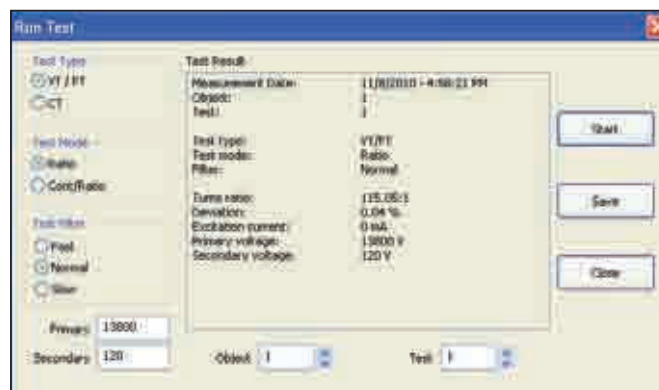 Run Test
Test Type
VT / PT
CT
Test Mode
Ratio
Cont/Ratio
Test Filter
Fast
Normal
Slow
Primary 13800
Secondary 120
Test Result
Measurement Date: 11/8/2010 - 4:58:21 PM
Object: 1
Test: 1
Test type: VT/PT
Test mode: Ratio
Filter: Normal
Turns ratio: 115.05:1
Deviation: 0.04 %
Excitation current: 0 mA
Primary voltage: 13800 V
Secondary voltage: 120 V
Object 1
Test 1
Start
Save
Close